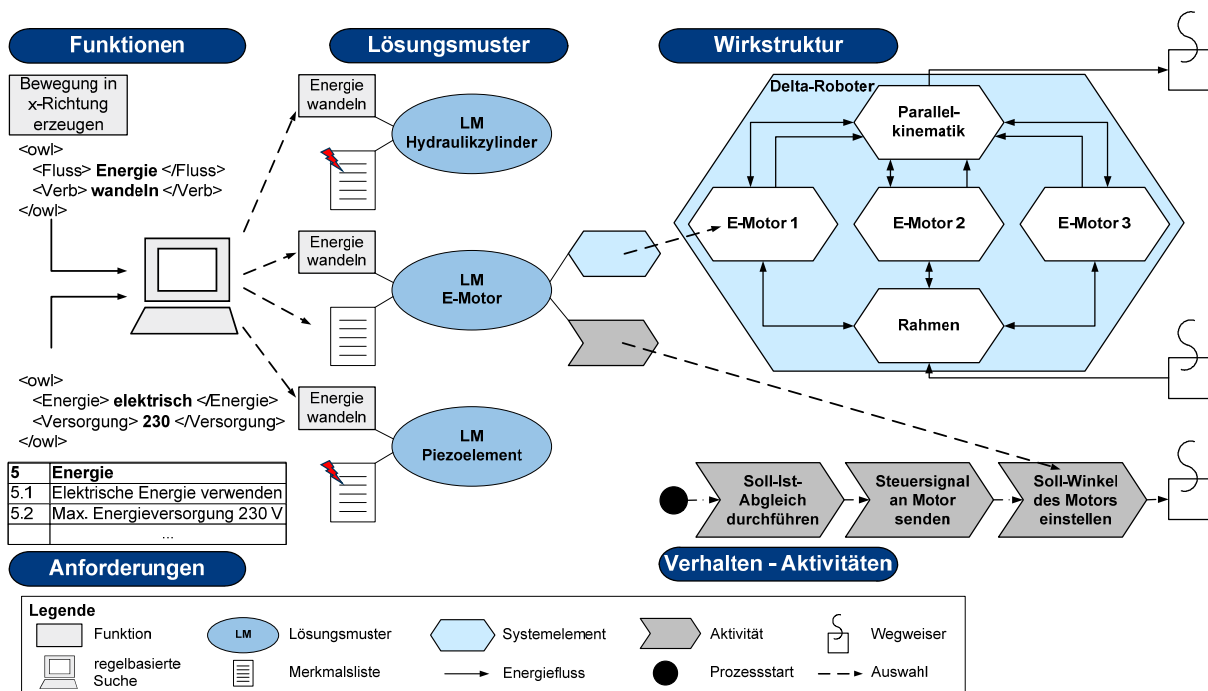 Funktionen
Lösungsmuster
Wirkstruktur
Bewegung in
x-Richtung
erzeugen
<owl>
<Fluss> Energie </Fluss>
<Verb> wandeln </Verb>
</owl>
<owl>
<Energie> elektrisch </Energie>
<Versorgung> 230 </Versorgung>
</owl>
5 Energie
5.1 Elektrische Energie verwenden
5.2 Max. Energieversorgung 230 V
...
Energie
wandeln
LM
Hydraulikzylinder
Energie
wandeln
LM
E-Motor
Energie
wandeln
LM
Piezoelement
Delta-Roboter
Parallel-
kinematik
E-Motor 1
E-Motor 2
E-Motor 3
Rahmen
Soll-Ist-
Abgleich
durchführen
Steuersignal
an Motor
senden
Soll-Winkel
des Motors
einstellen
Anforderungen
Verhalten - Aktivitäten
Legende
Funktion
LM
Lösungsmuster
Systemelement
Aktivität
Wegweiser
regelbasierte
Suche
Merkmalsliste
Energiefluss
Prozessstart
Auswahl